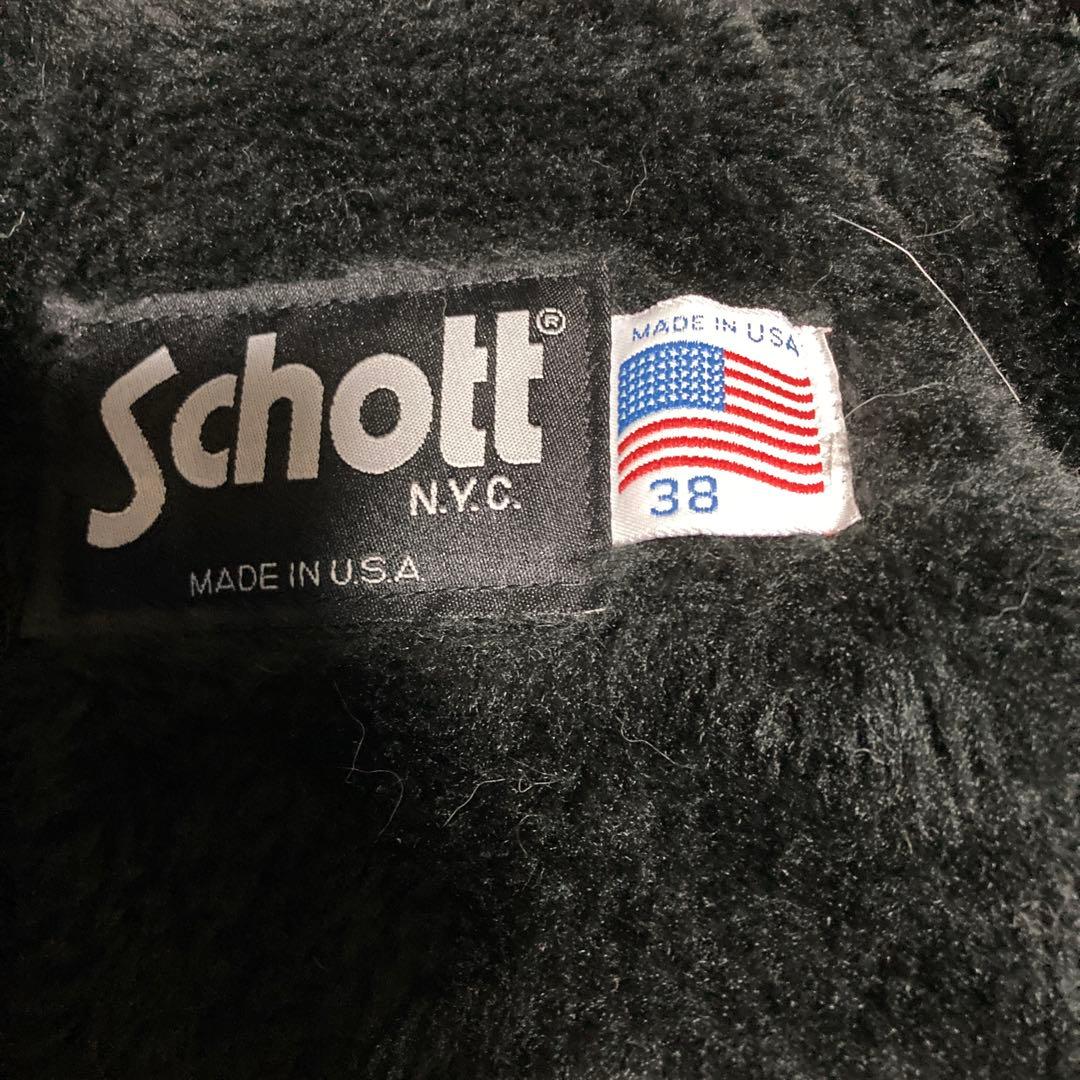 Schott®
N.Y.C.
MADE IN U.S.A
MADE IN USA
38